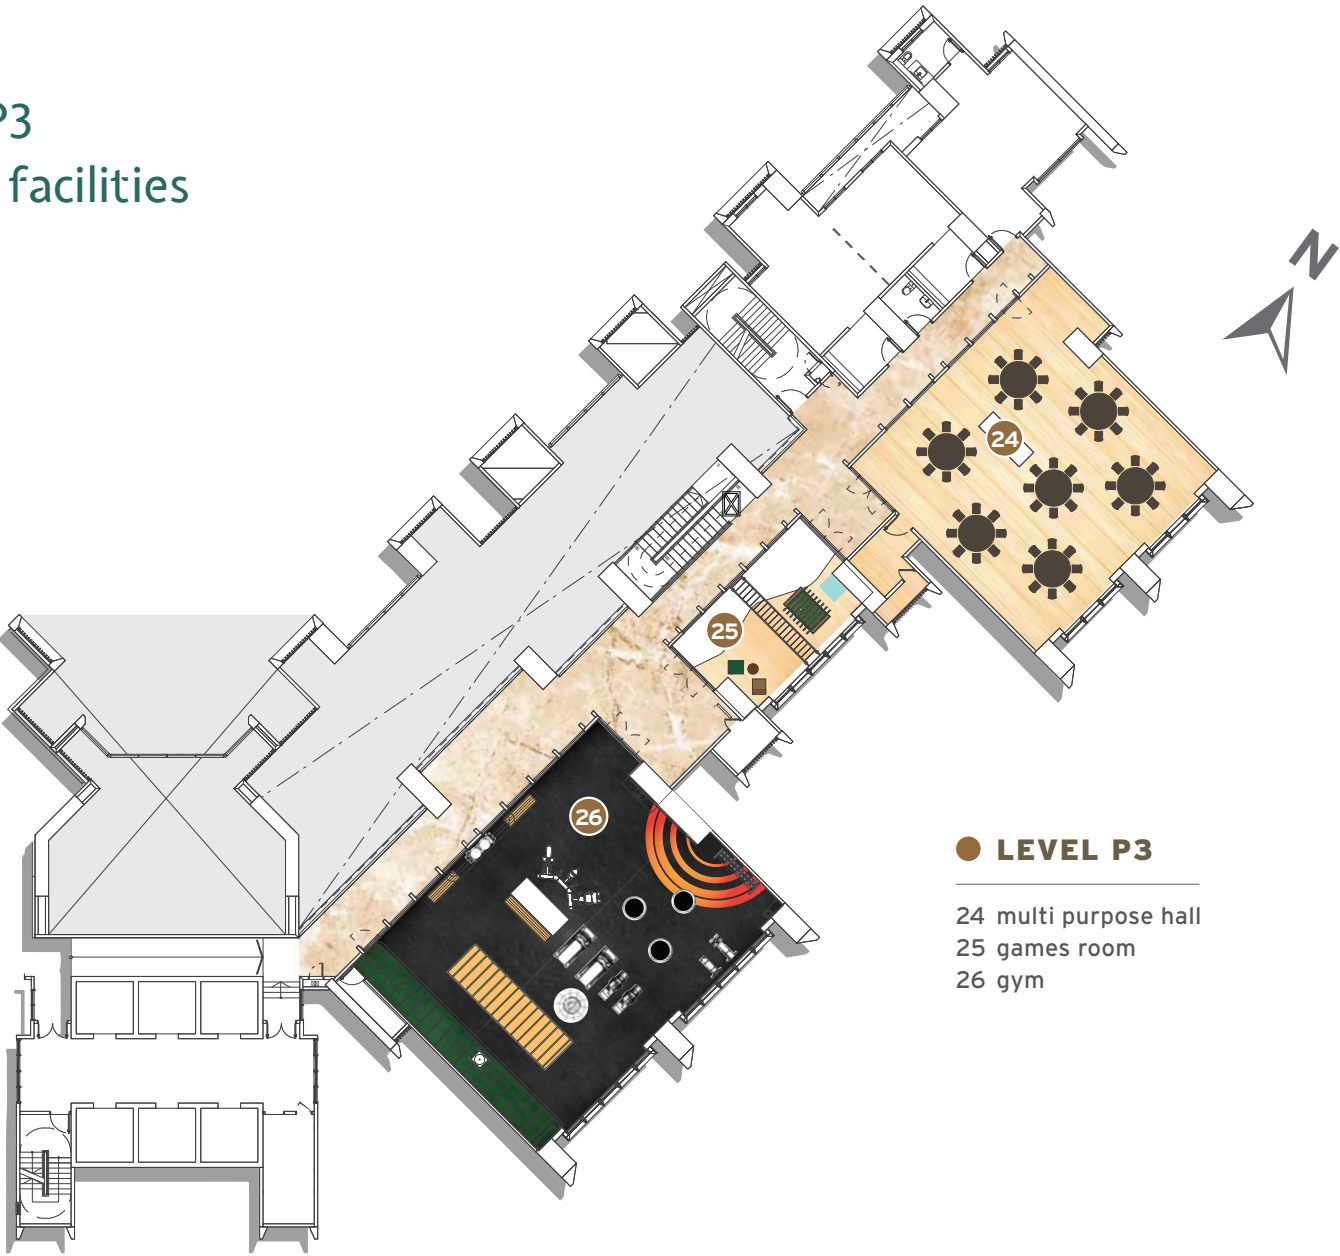 P3
facilities
N
24
25
26
LEVEL P3
24 multi purpose hall
25 games room
26 gym